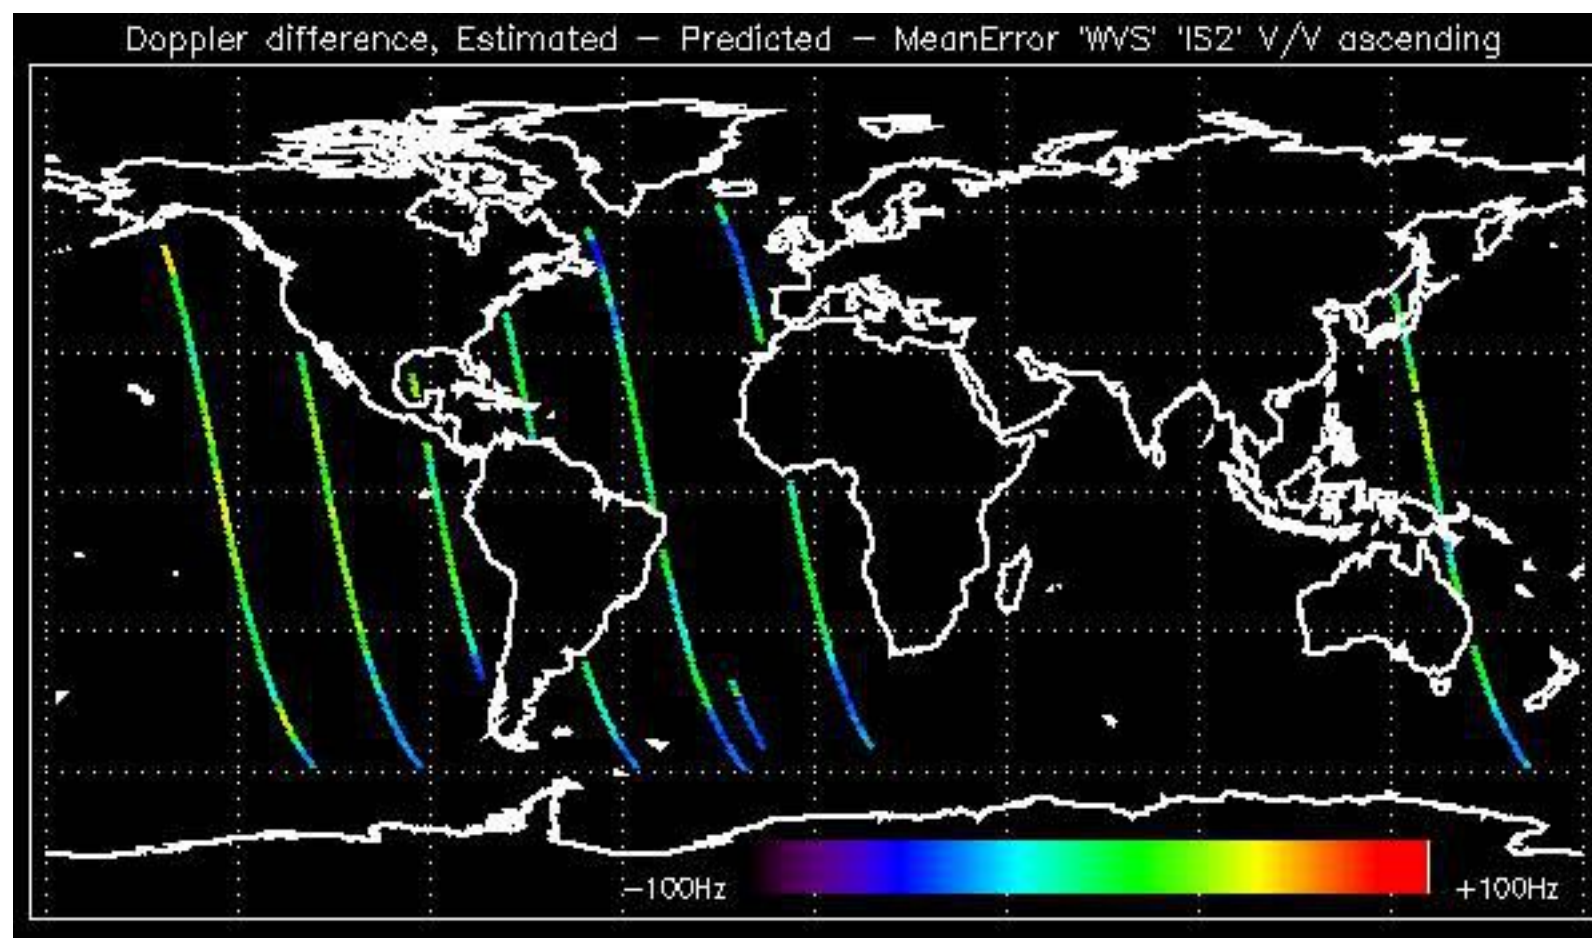 Doppler difference, Estimated – Predicted – MeanError 'WVS' 'IS2' V/V ascending
−100Hz
+100Hz